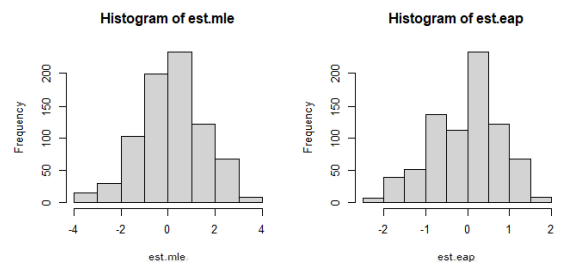 Histogram of est.mle
Frequency
0 50 100 150 200
-4 -2 0 2 4
est.mle
Histogram of est.eap
Frequency
0 50 100 150 200
-2 -1 0 1 2
est.eap